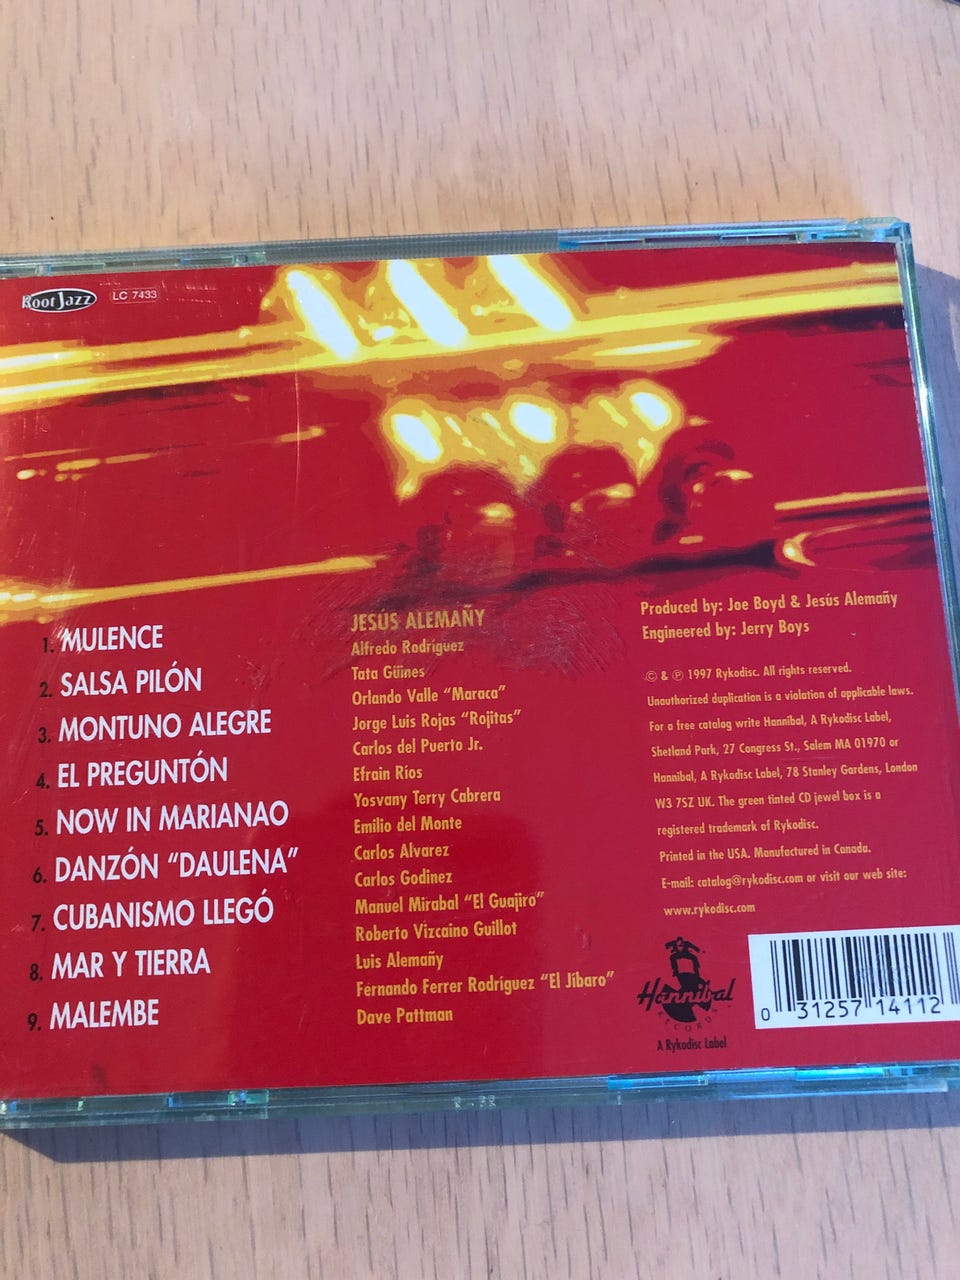 Root Jazz
LC 7433
1. MULENCE
2. SALSA PILÓN
3. MONTUNO ALEGRE
4. EL PREGUNTÓN
5. NOW IN MARIANAO
6. DANZÓN “DAULENA”
7. CUBANISMO LLEGÓ
8. MAR Y TIERRA
9. MALEMBE
JESÚS ALEMAÑY
Alfredo Rodríguez
Tata Güines
Orlando Valle “Maraca”
Jorge Luis Rojas “Rojitas”
Carlos del Puerto Jr.
Efraín Ríos
Yosvany Terry Cabrera
Emilio del Monte
Carlos Alvarez
Carlos Godinez
Manuel Mirabal “El Guajiro”
Roberto Vizcaino Guillot
Luis Alemañy
Fernando Ferrer Rodríguez “El Jíbaro”
Dave Pattman
Produced by: Joe Boyd & Jesús Alemañy
Engineered by: Jerry Boys
© & ℗ 1997 Rykodisc. All rights reserved.
Unauthorized duplication is a violation of applicable laws.
For a free catalog write Hannibal, A Rykodisc Label,
Shetland Park, 27 Congress St., Salem MA 01970 or
Hannibal, A Rykodisc Label, 78 Stanley Gardens, London
W3 7SZ UK. The green tinted CD jewel box is a
registered trademark of Rykodisc.
Printed in the USA. Manufactured in Canada.
E-mail: catalog@rykodisc.com or visit our web site:
www.rykodisc.com
Hannibal
RECORDS
A Rykodisc Label
0 31257 14112